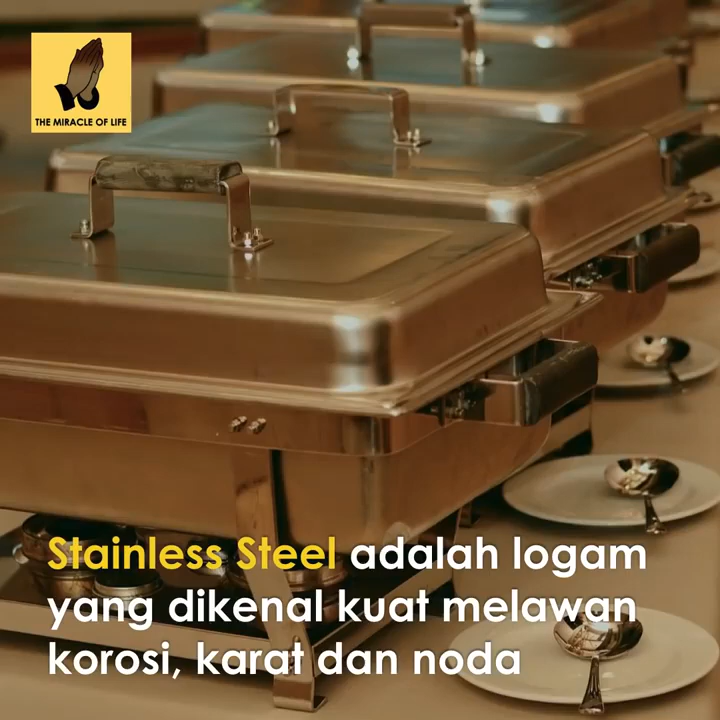 THE MIRACLE OF LIFE
Stainless Steel adalah logam
yang dikenal kuat melawan
korosi, karat dan noda